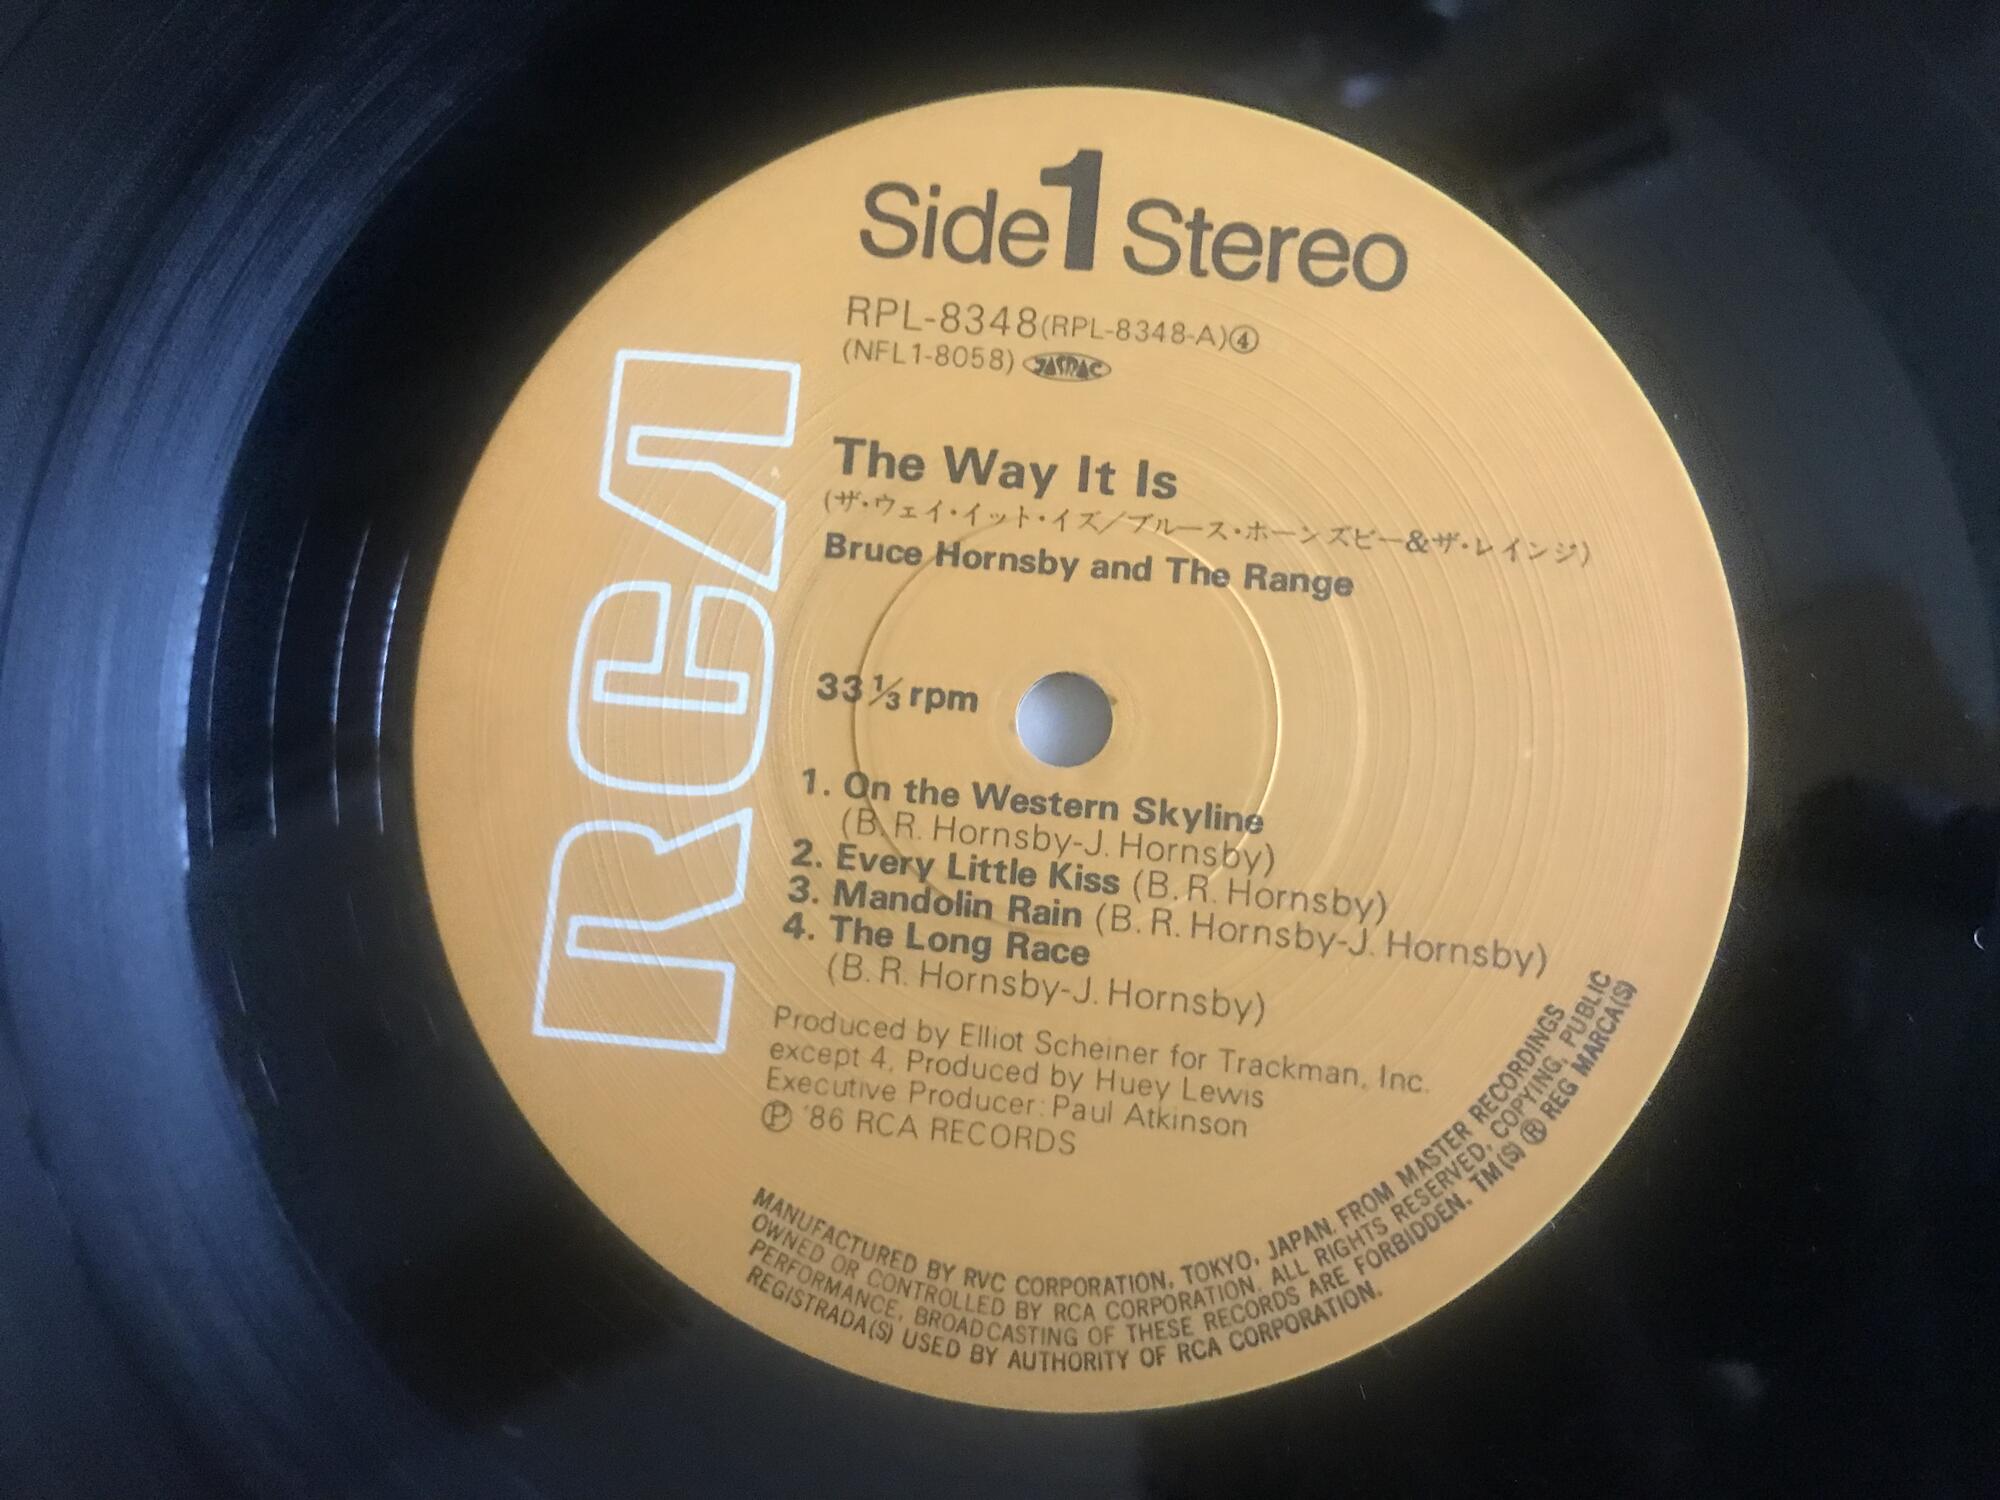 Side 1 Stereo
RPL-8348(RPL-8348-A)④
(NFL1-8058) JASRAC
The Way It Is
(ザ・ウェイ・イット・イズ/ブルース・ホーンズビー&ザ・レインジ)
Bruce Hornsby and The Range
RCA
33 1/3 rpm
1. On the Western Skyline
(B. R. Hornsby-J. Hornsby)
2. Every Little Kiss (B. R. Hornsby)
3. Mandolin Rain (B. R. Hornsby-J. Hornsby)
4. The Long Race
(B. R. Hornsby-J. Hornsby)
Produced by Elliot Scheiner for Trackman, Inc.
except 4, Produced by Huey Lewis
Executive Producer: Paul Atkinson
Ⓟ '86 RCA RECORDS
MANUFACTURED BY RVC CORPORATION, TOKYO, JAPAN. FROM MASTER RECORDINGS
OWNED OR CONTROLLED BY RCA CORPORATION. ALL RIGHTS RESERVED, COPYING, PUBLIC
PERFORMANCE, BROADCASTING OF THESE RECORDS ARE FORBIDDEN. TM(S) ® REG MARCA(S)
REGISTRADA(S) USED BY AUTHORITY OF RCA CORPORATION.